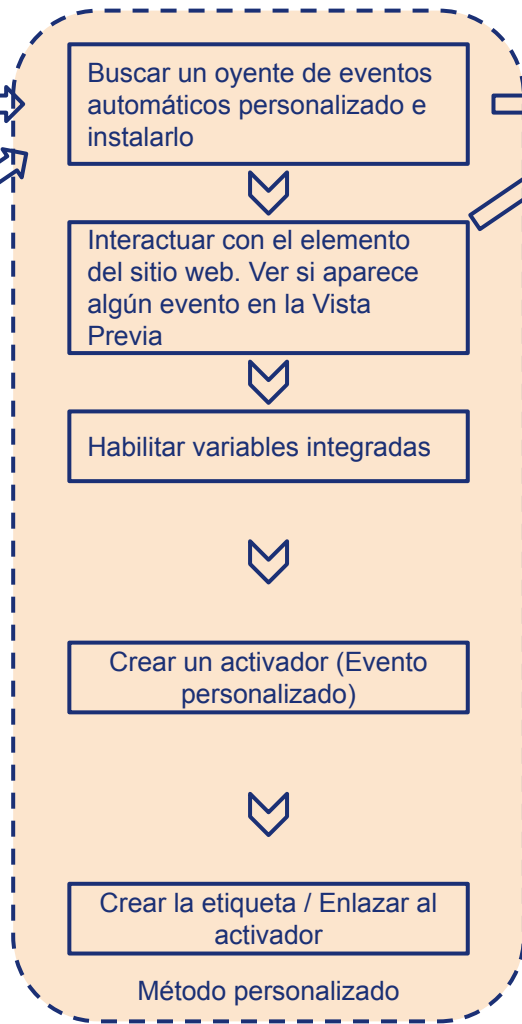 Buscar un oyente de eventos
automáticos personalizado e
instalarlo
Interactuar con el elemento
del sitio web. Ver si aparece
algún evento en la Vista
Previa
Habilitar variables integradas
Crear un activador (Evento
personalizado)
Crear la etiqueta / Enlazar al
activador
Método personalizado